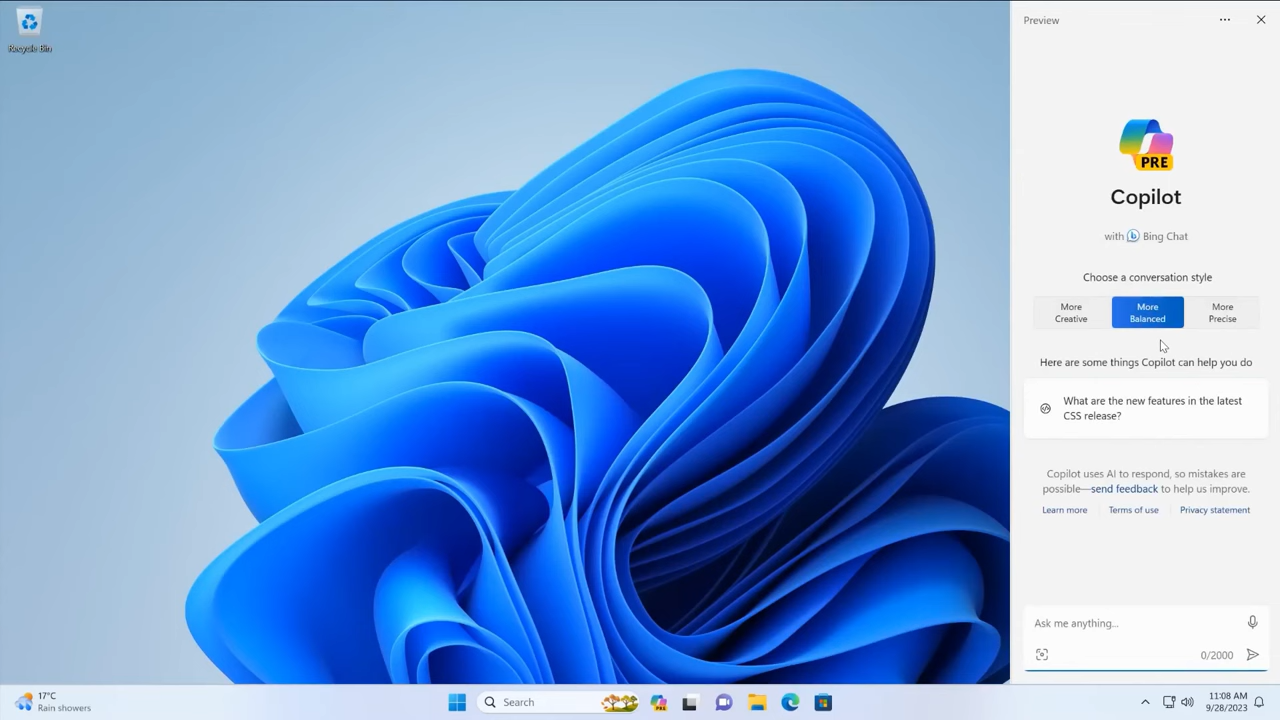 Recycle Bin
Preview
PRE
Copilot
with b Bing Chat
Choose a conversation style
More
Creative
More
Balanced
More
Precise
Here are some things Copilot can help you do
What are the new features in the latest
CSS release?
Copilot uses AI to respond, so mistakes are
possible—send feedback to help us improve.
Learn more
Terms of use
Privacy statement
Ask me anything...
0/2000
17°C
Rain showers
Search
PRE
11:08 AM
9/28/2023